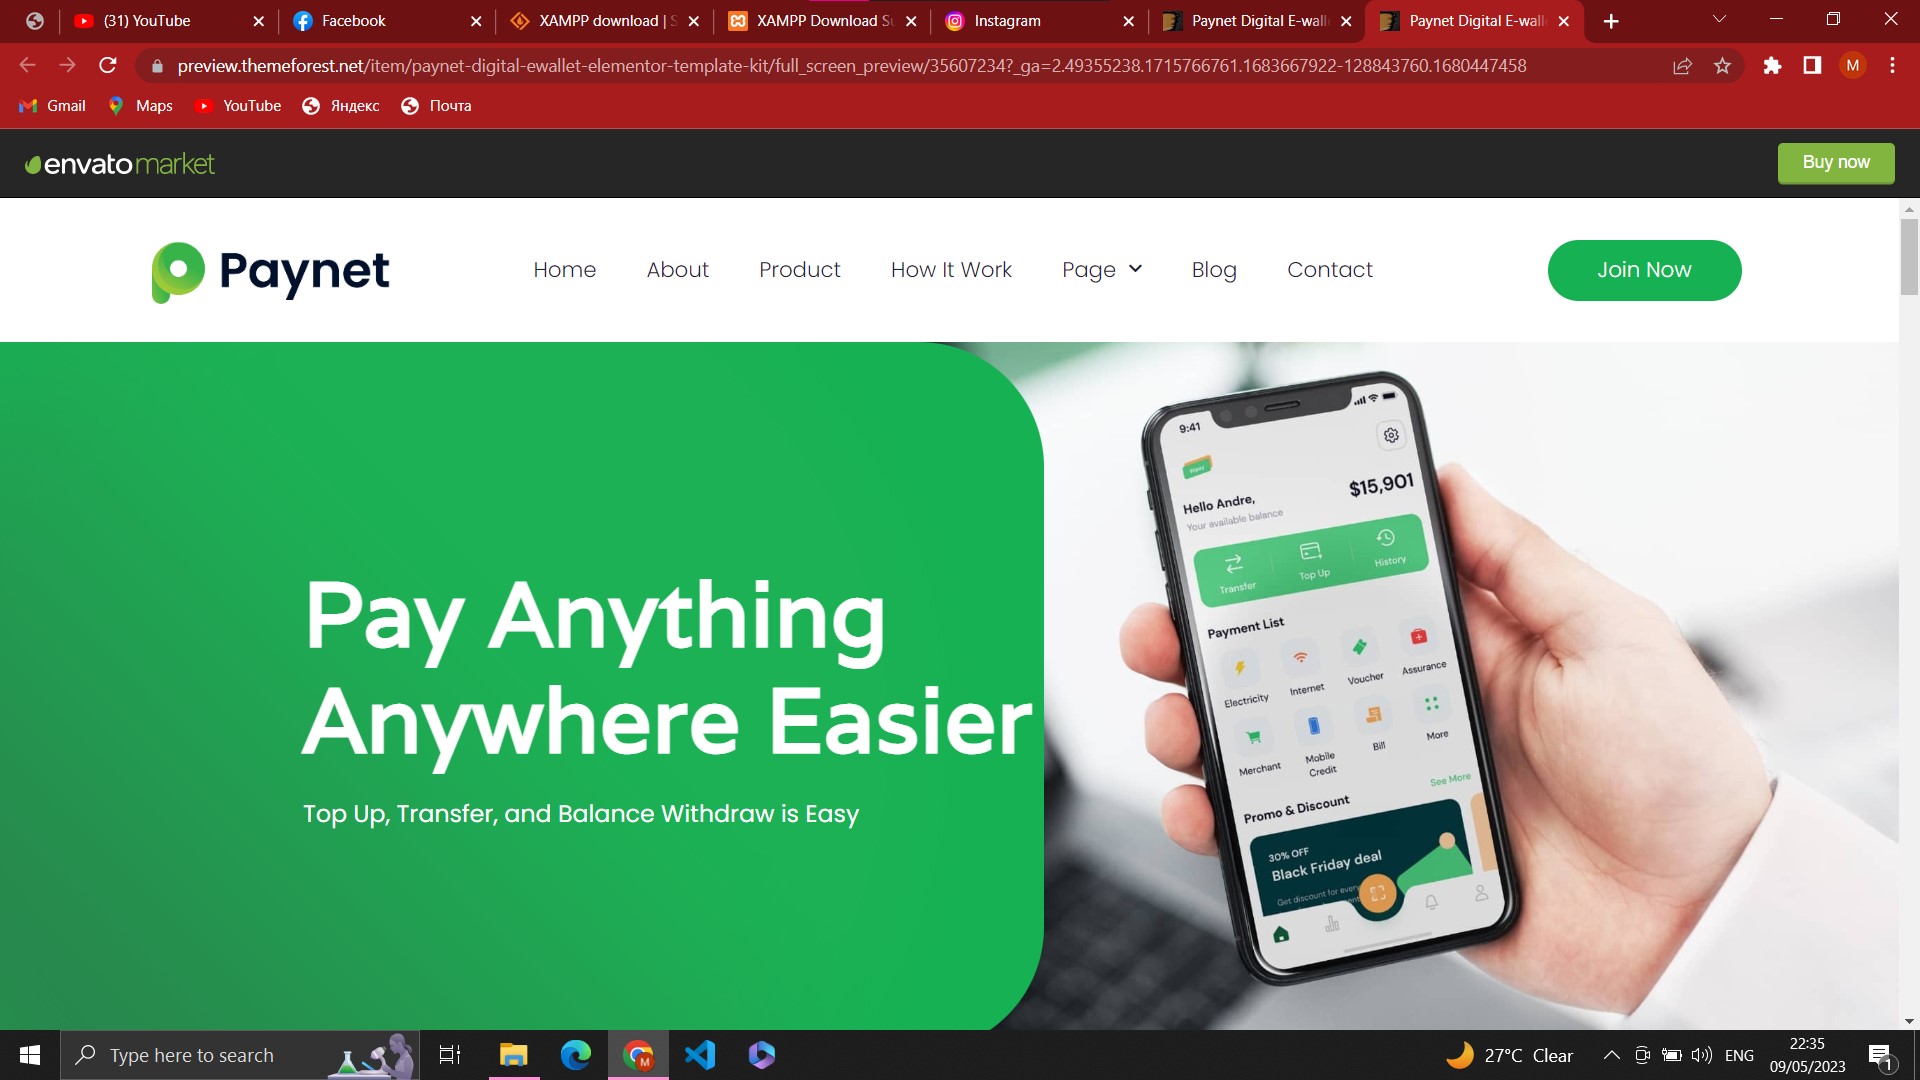 (31) YouTube
Facebook
XAMPP download | S
XAMPP Download Su
Instagram
Paynet Digital E-wall
Paynet Digital E-wall
preview.themeforest.net/item/paynet-digital-ewallet-elementor-template-kit/full_screen_preview/35607234?_ga=2.49355238.1715766761.1683667922-128843760.1680447458
M
Gmail
Maps
YouTube
Яндекс
Почта
envatomarket
Buy now
Paynet
Home
About
Product
How It Work
Page
Blog
Contact
Join Now
Pay Anything
Anywhere Easier
Top Up, Transfer, and Balance Withdraw is Easy
9:41
Hello Andre,
$15,901
Your available balance
Transfer
Top Up
History
Payment List
Electricity
Internet
Voucher
Assurance
Merchant
Mobile
Credit
Bill
More
See More
Promo & Discount
30% OFF
Black Friday deal
Get discount for every
Type here to search
M
27°C Clear
ENG
22:35
09/05/2023
1